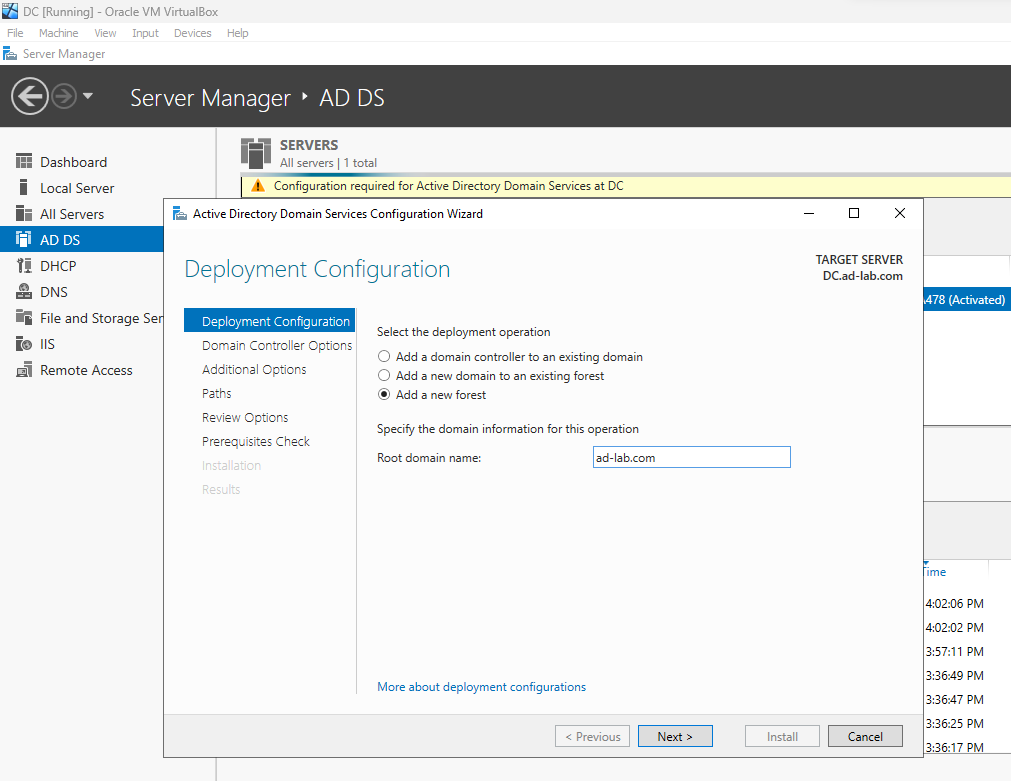 DC [Running] - Oracle VM VirtualBox
File Machine View Input Devices Help
Server Manager
Server Manager AD DS
Dashboard
Local Server
All Servers
AD DS
DHCP
DNS
File and Storage Ser
IIS
Remote Access
SERVERS
All servers | 1 total
Configuration required for Active Directory Domain Services at DC
Active Directory Domain Services Configuration Wizard
Deployment Configuration
TARGET SERVER
DC.ad-lab.com
Deployment Configuration
Domain Controller Options
Additional Options
Paths
Review Options
Prerequisites Check
Installation
Results
Select the deployment operation
Add a domain controller to an existing domain
Add a new domain to an existing forest
Add a new forest
Specify the domain information for this operation
Root domain name: ad-lab.com
More about deployment configurations
< Previous Next > Install Cancel
478 (Activated)
Time
4:02:06 PM
4:02:02 PM
3:57:11 PM
3:36:49 PM
3:36:47 PM
3:36:25 PM
3:36:17 PM